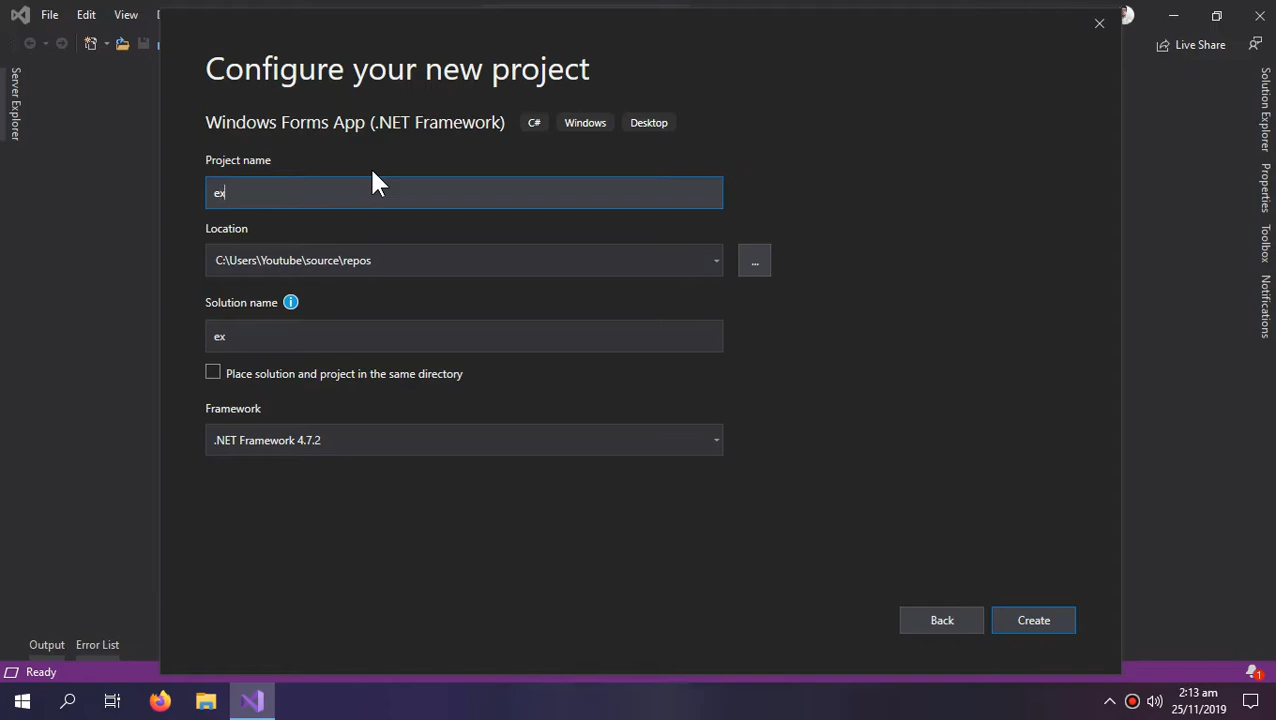 File Edit View
Live Share
Server Explorer
Configure your new project
Windows Forms App (.NET Framework) C# Windows Desktop
Project name
ex
Location
C:\Users\Youtube\source\repos
...
Solution name
ex
Place solution and project in the same directory
Framework
.NET Framework 4.7.2
Back Create
Solution Explorer
Properties
Toolbox
Notifications
Output Error List
Ready
1
2:13 am
25/11/2019